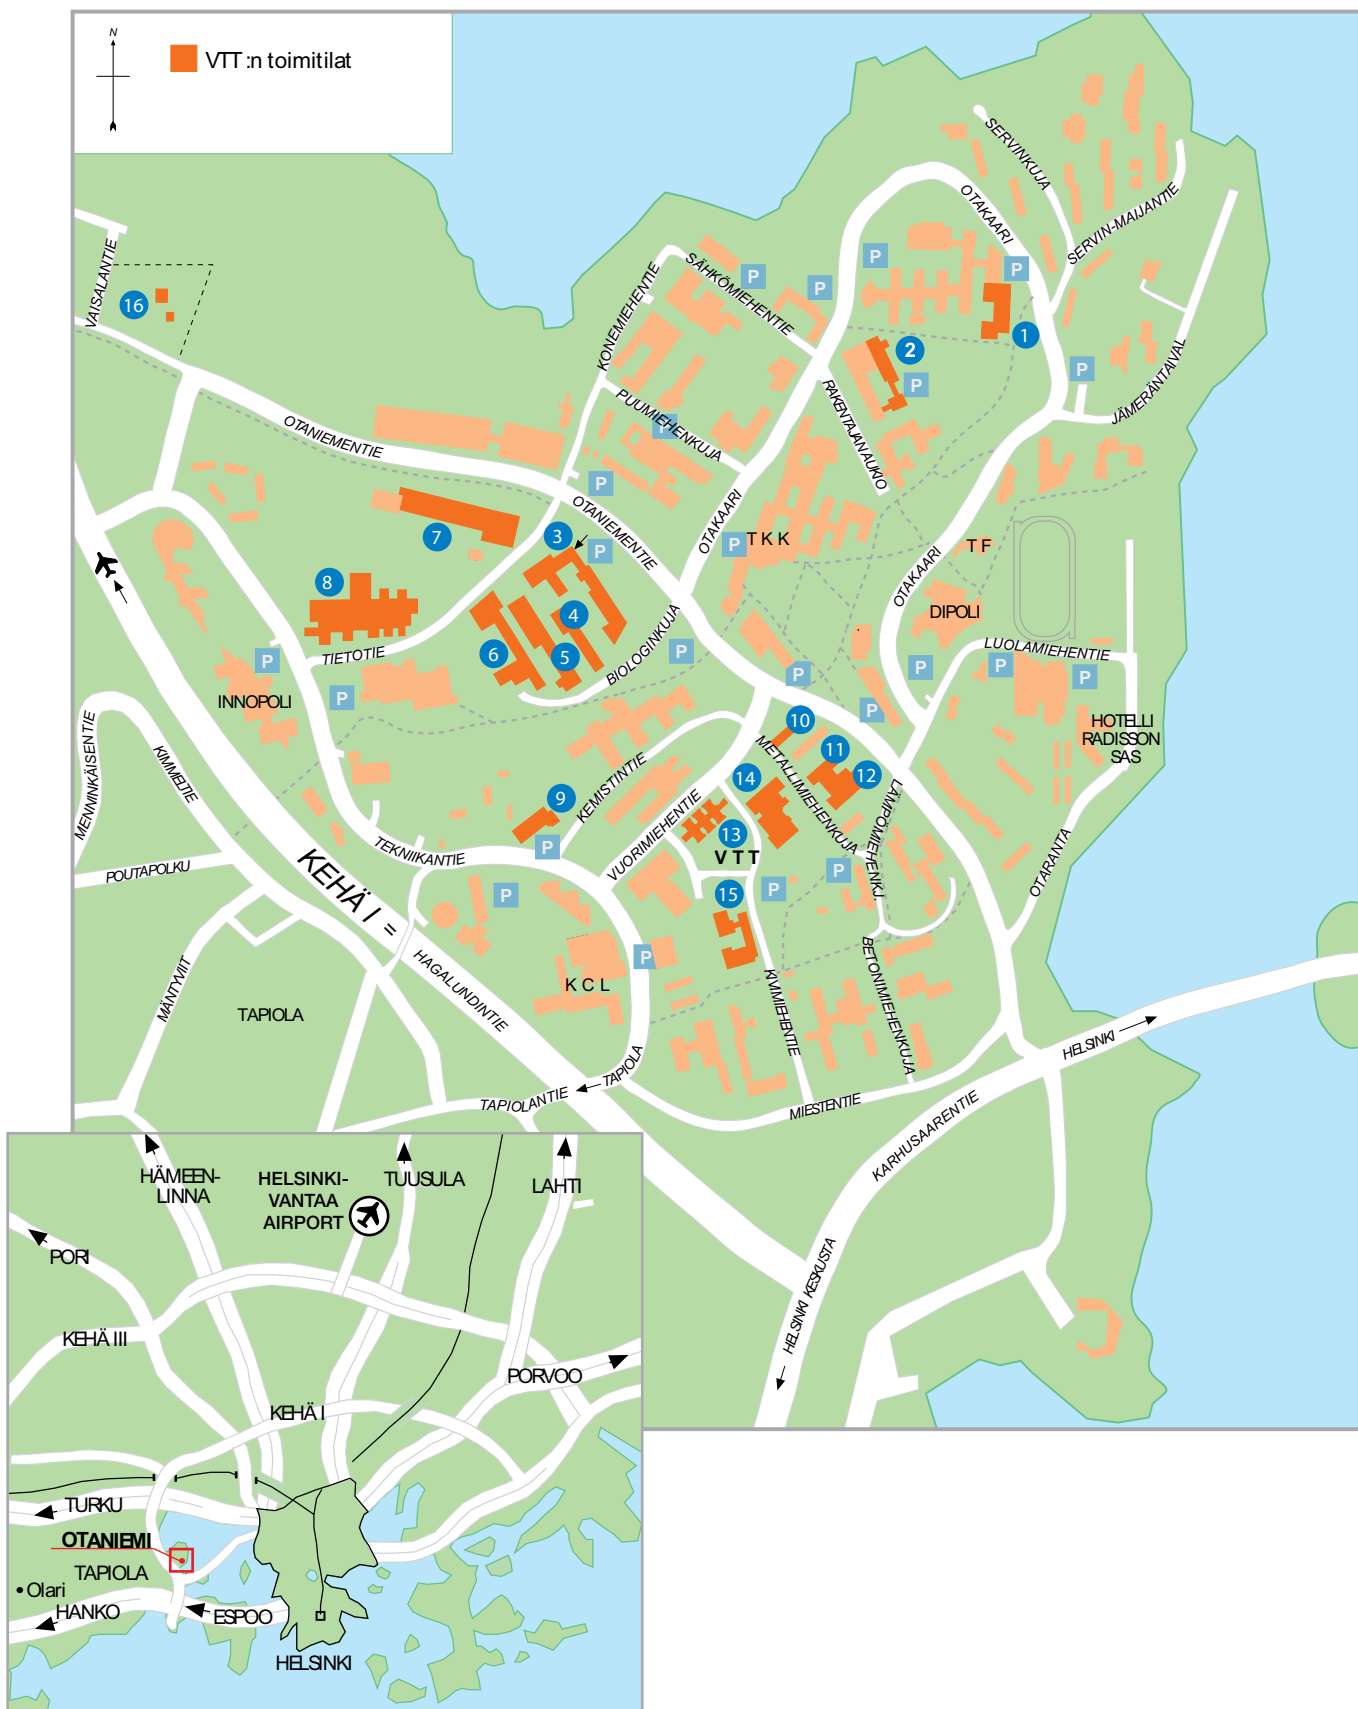 N
VTT:n toimitilat
SERVINKUJA
OTAKAARI
SERVIN-MAIJANTIE
VAISALANTIE
16
KONEMIEHENTIE
SÄHKÖMIEHENTIE
P
P
P
P
1
2
P
P
JÄMERÄNTAIVAL
RAKENTAJANAUKIO
PUUMIEHENKUJA
P
OTANIEMENTIE
P
OTANIEMENTIE
OTAKAARI
7
3
P
P
TKK
TF
OTAKAARI
DIPOLI
8
4
6
5
BIOLOGINKUJA
TIETOTIE
P
P
P
P
P
LUOLAMIEHENTIE
P
P
INNOPOLI
P
HOTELLI
RADISSON
SAS
MENNINKÄISENTIE
KIMMELTIE
10
METALLIMIEHENKUJA
11
12
14
LÄMPÖMIEHENKJ.
9
KEMISTINTIE
VUORIMIEHENTIE
13
VTT
P
TEKNIIKANTIE
POUTAPOLKU
KEHÄ I =
HAGALUNDINTIE
P
15
P
P
OTARANTA
P
KCL
MÄNTYVIIT
TAPIOLA
KIVIMIEHENTIE
BETONIMIEHENKUJA
HELSINKI
TAPIOLA
TAPIOLANTIE
MIESTENTIE
KARHUSAARENTIE
HELSINKI KESKUSTA
HÄMEEN-
LINNA
HELSINKI-
VANTAA
AIRPORT
TUUSULA
LAHTI
PORI
KEHÄ III
PORVOO
KEHÄ I
TURKU
OTANIEMI
TAPIOLA
Olari
HANKO
ESPOO
HELSINKI